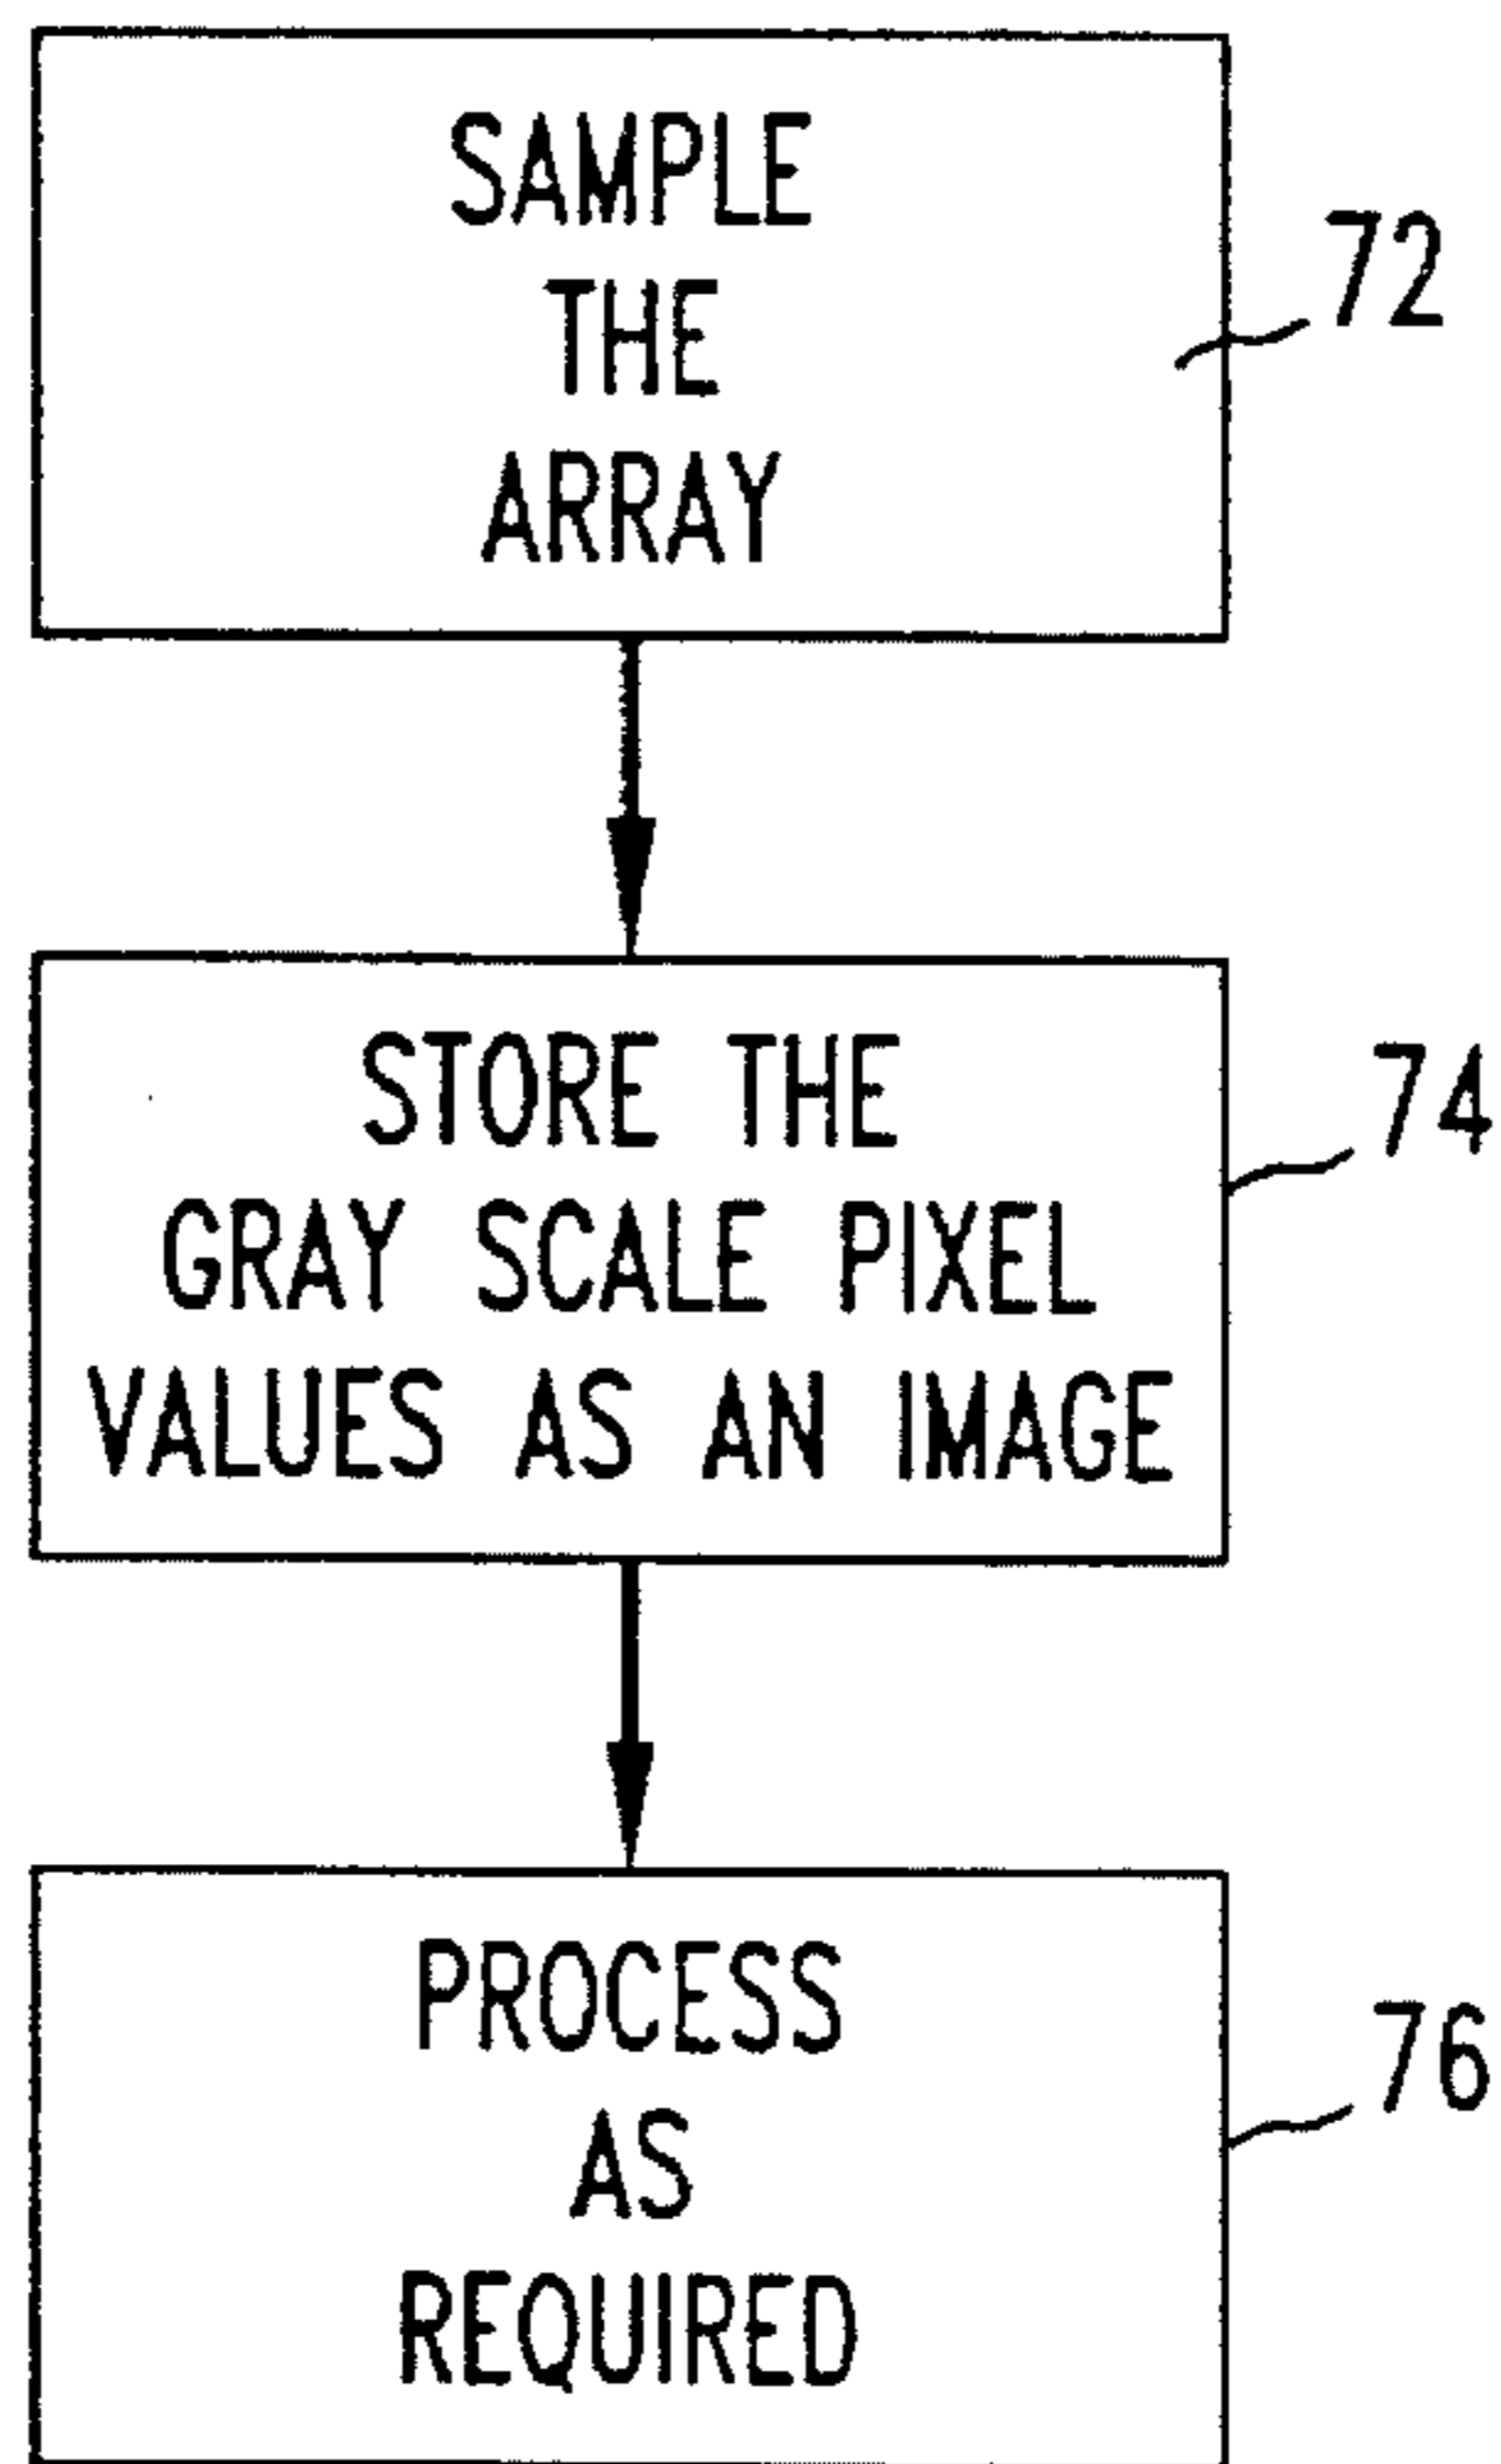 SAMPLE
THE
ARRAY
72
STORE THE
GRAY SCALE PIXEL
VALUES AS AN IMAGE
74
PROCESS
AS
REQUIRED
76